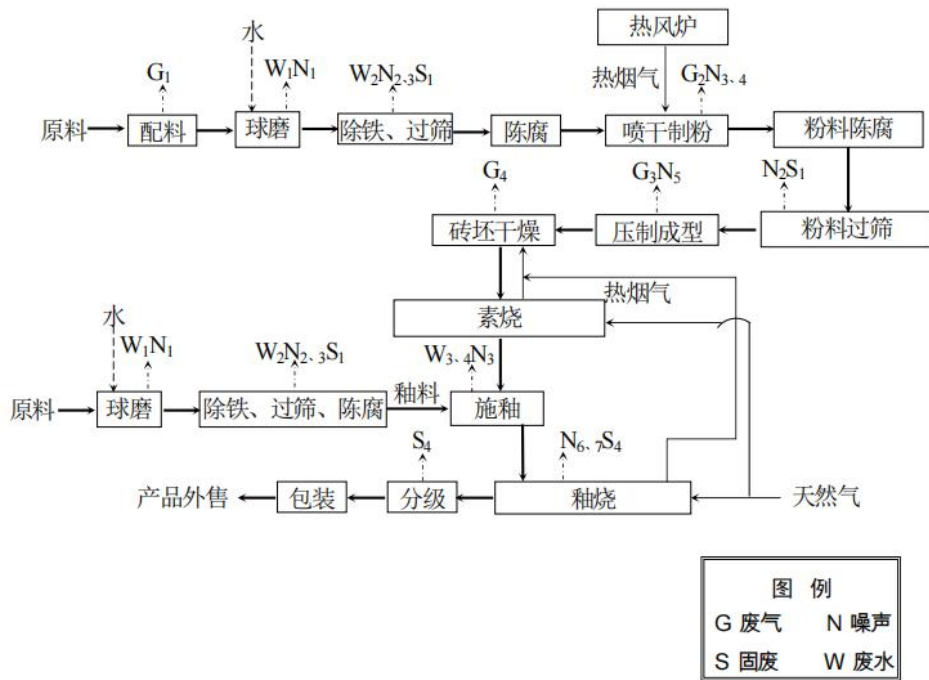 热风炉
水
热烟气
G₁
W₁N₁
W₂N₂、₃S₁
G₂N₃、₄
原料
配料
球磨
除铁、过筛
陈腐
喷干制粉
粉料陈腐
G₄
G₃N₅
N₂S₁
砖坯干燥
压制成型
粉料过筛
热烟气
素烧
水
W₁N₁
W₂N₂、₃S₁
W₃、₄N₃
原料
球磨
除铁、过筛、陈腐
釉料
施釉
S₄
N₆、₇S₄
产品外售
包装
分级
釉烧
天然气
图 例
G 废气 N 噪声
S 固废 W 废水